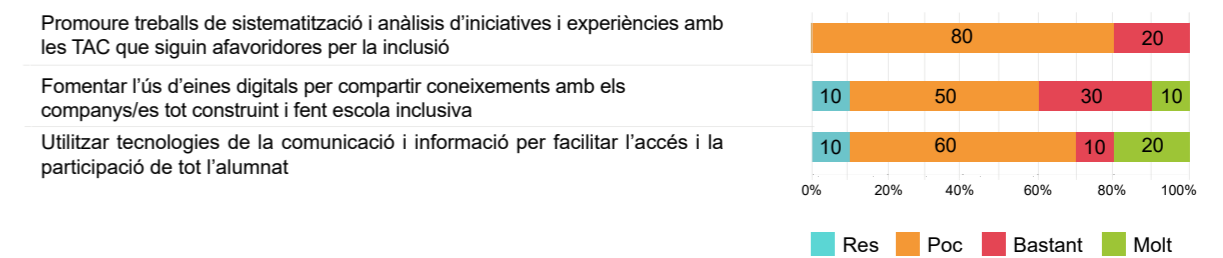 Promoure treballs de sistematització i anàlisis d’iniciatives i experiències amb
les TAC que siguin afavoridores per la inclusió
80 20
Fomentar l’ús d’eines digitals per compartir coneixements amb els
companys/es tot construint i fent escola inclusiva
10 50 30 10
Utilitzar tecnologies de la comunicació i informació per facilitar l’accés i la
participació de tot l’alumnat
10 60 10 20
0% 20% 40% 60% 80% 100%
Res Poc Bastant Molt